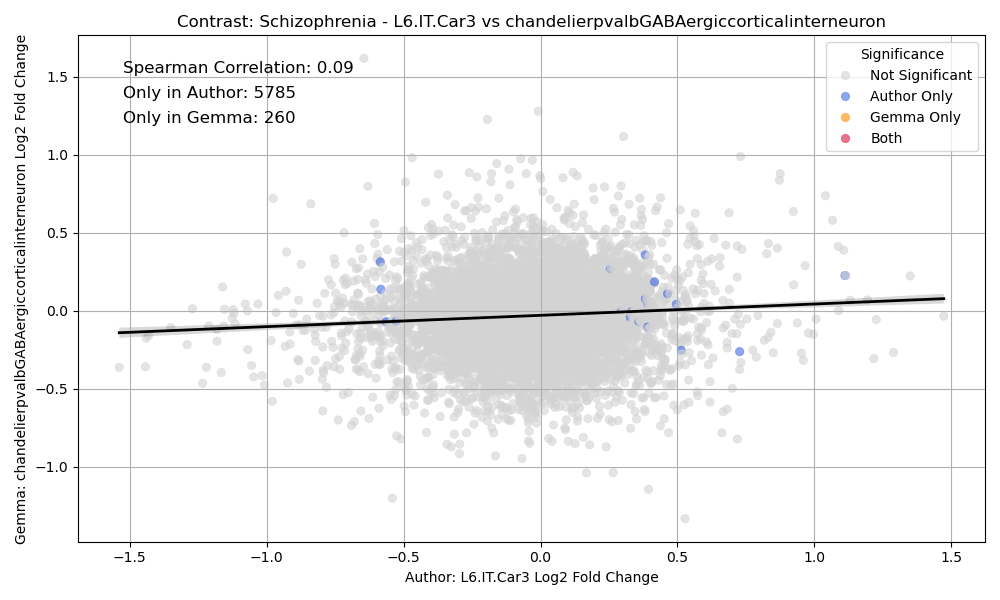 Contrast: Schizophrenia - L6.IT.Car3 vs chandelierpvalbGABAergiccorticalinterneuron
Spearman Correlation: 0.09
Only in Author: 5785
Only in Gemma: 260
Significance
Not Significant
Author Only
Gemma Only
Both
Gemma: chandelierpvalbGABAergiccorticalinterneuron Log2 Fold Change
1.5
1.0
0.5
0.0
−0.5
−1.0
−1.5
−1.0
−0.5
0.0
0.5
1.0
1.5
Author: L6.IT.Car3 Log2 Fold Change